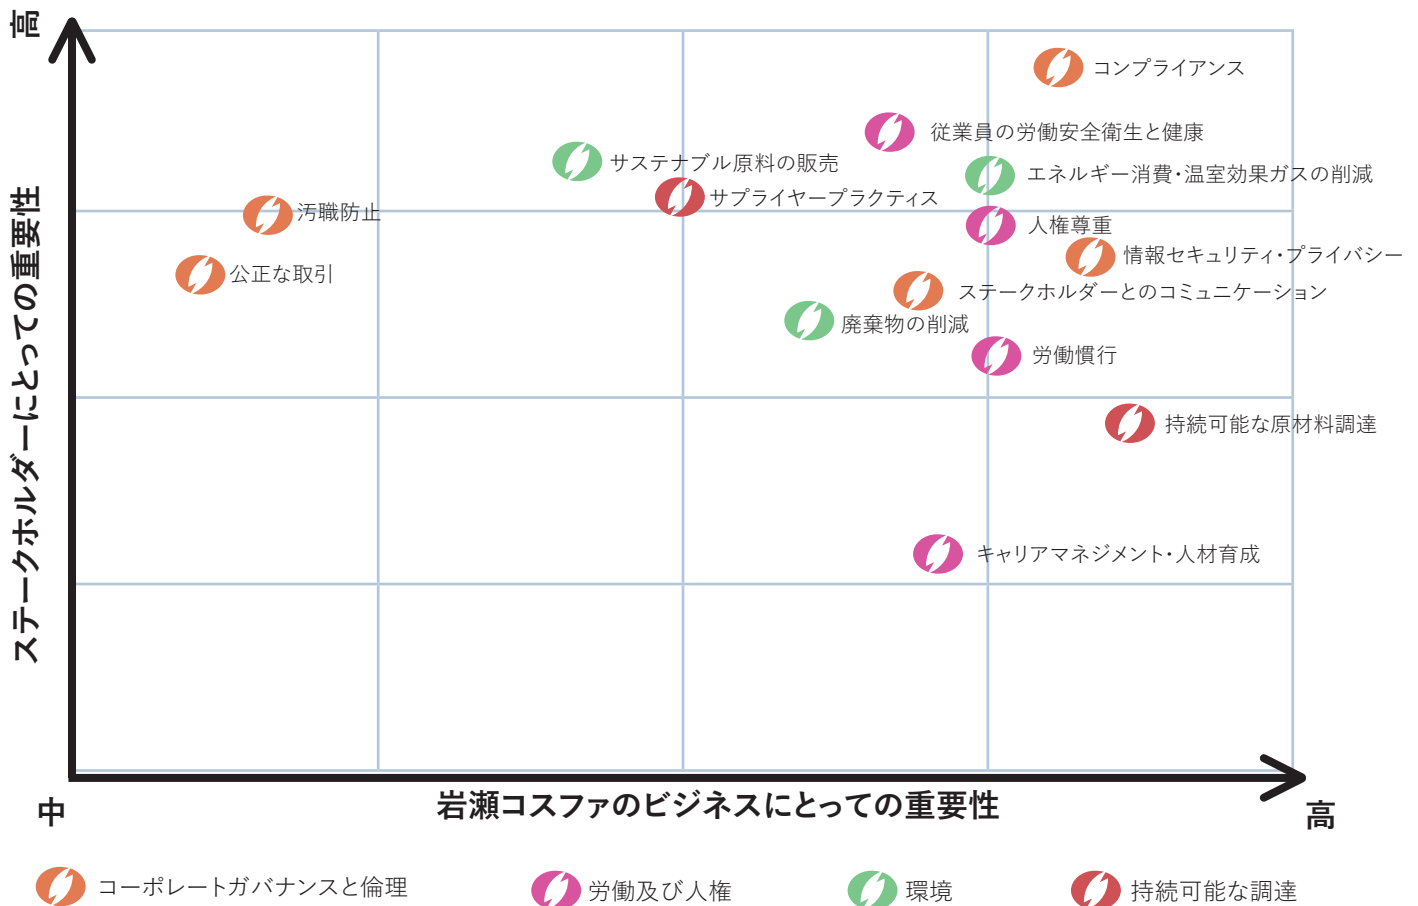 高
コンプライアンス
従業員の労働安全衛生と健康
サステナブル原料の販売
エネルギー消費・温室効果ガスの削減
サプライヤープラクティス
汚職防止
人権尊重
情報セキュリティ・プライバシー
公正な取引
ステークホルダーとのコミュニケーション
廃棄物の削減
労働慣行
持続可能な原材料調達
キャリアマネジメント・人材育成
ステークホルダーにとっての重要性
中
岩瀬コスファのビジネスにとっての重要性
高
コーポレートガバナンスと倫理
労働及び人権
環境
持続可能な調達